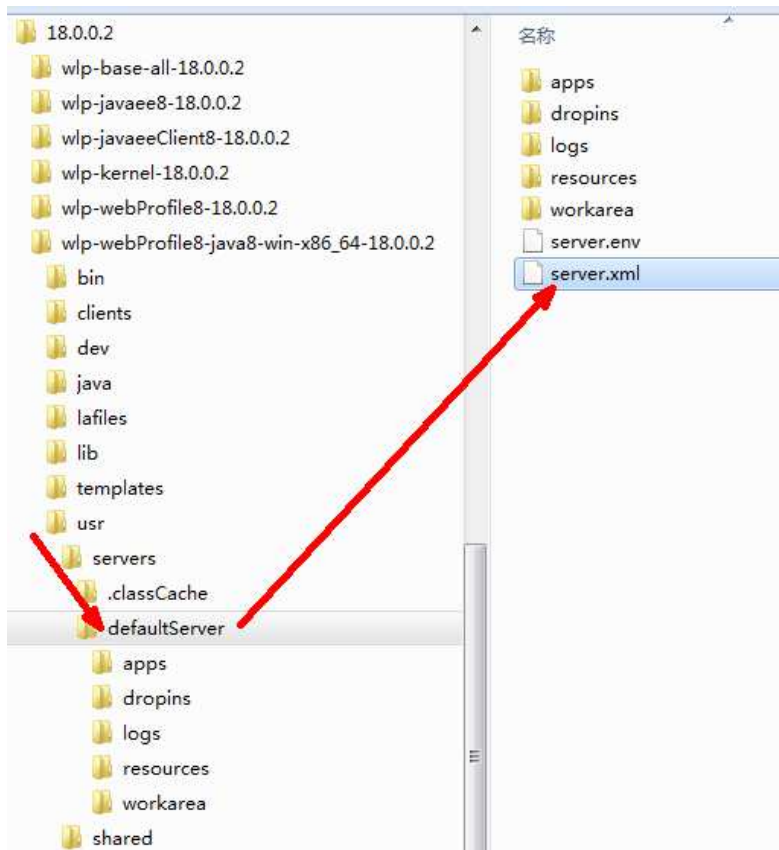 18.0.0.2
wlp-base-all-18.0.0.2
wlp-javaee8-18.0.0.2
wlp-javaeeClient8-18.0.0.2
wlp-kernel-18.0.0.2
wlp-webProfile8-18.0.0.2
wlp-webProfile8-java8-win-x86_64-18.0.0.2
bin
clients
dev
java
lafiles
lib
templates
usr
servers
.classCache
defaultServer
apps
dropins
logs
resources
workarea
shared
名称
apps
dropins
logs
resources
workarea
server.env
server.xml